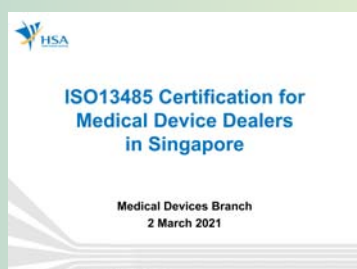 HSA
ISO13485 Certification for
Medical Device Dealers
in Singapore
Medical Devices Branch
2 March 2021